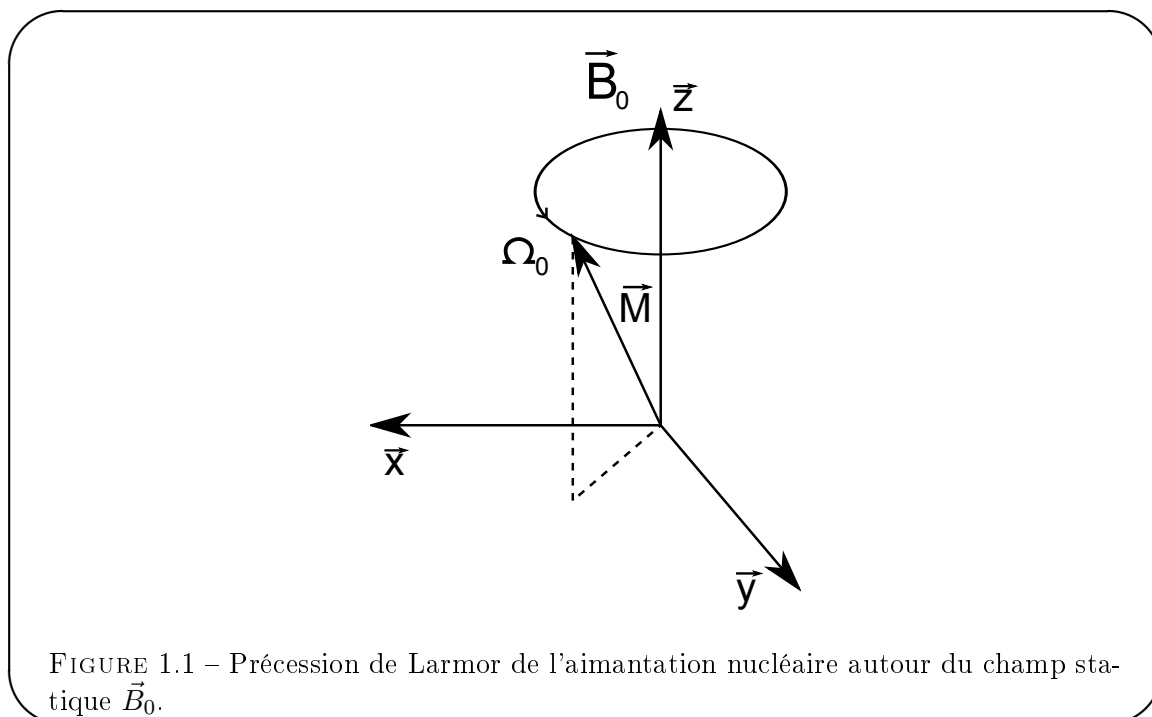 B⃗₀
z⃗
Ω₀
M⃗
x⃗
y⃗
FIGURE 1.1 – Précession de Larmor de l'aimantation nucléaire autour du champ sta-
tique B⃗₀.